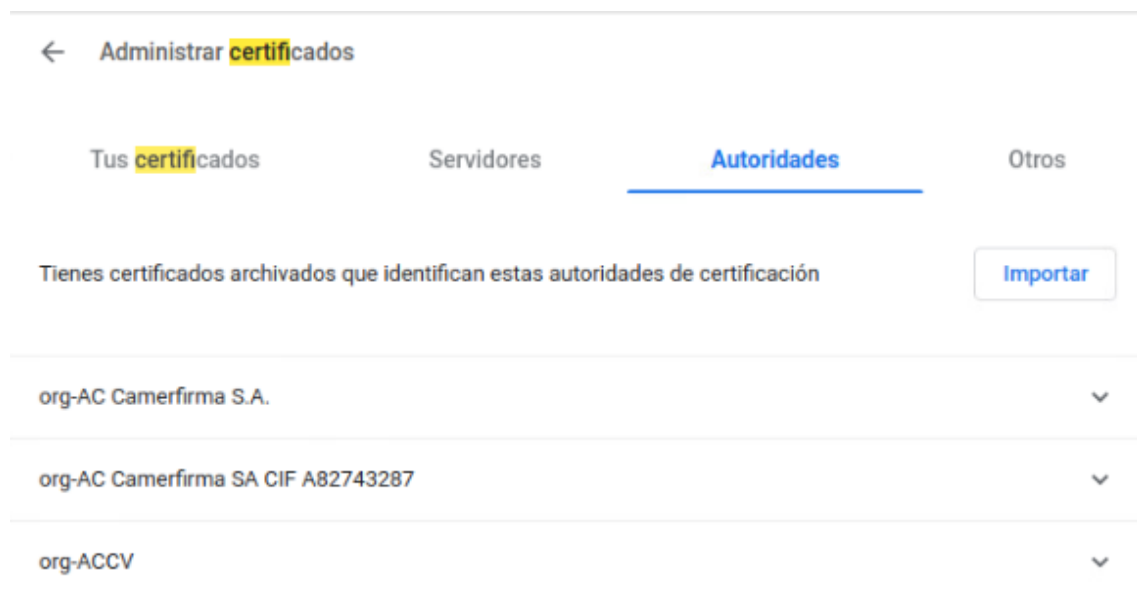 Administrar certificados
Tus certificados Servidores Autoridades Otros
Tienes certificados archivados que identifican estas autoridades de certificación Importar
org-AC Camerfirma S.A.
org-AC Camerfirma SA CIF A82743287
org-ACCV